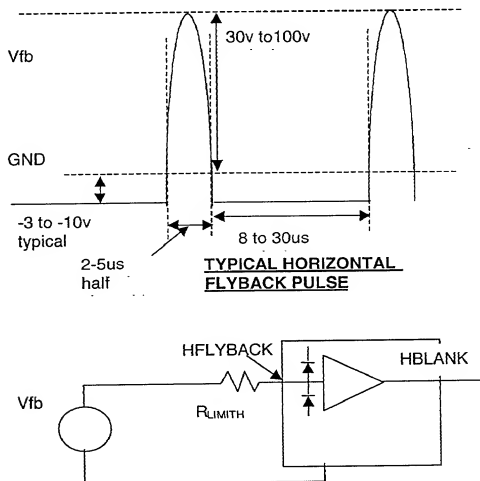 30v to100v
Vfb
GND
-3 to -10v
typical
8 to 30us
2-5us
half
TYPICAL HORIZONTAL
FLYBACK PULSE
HFLYBACK
HBLANK
Vfb
RLIMITH